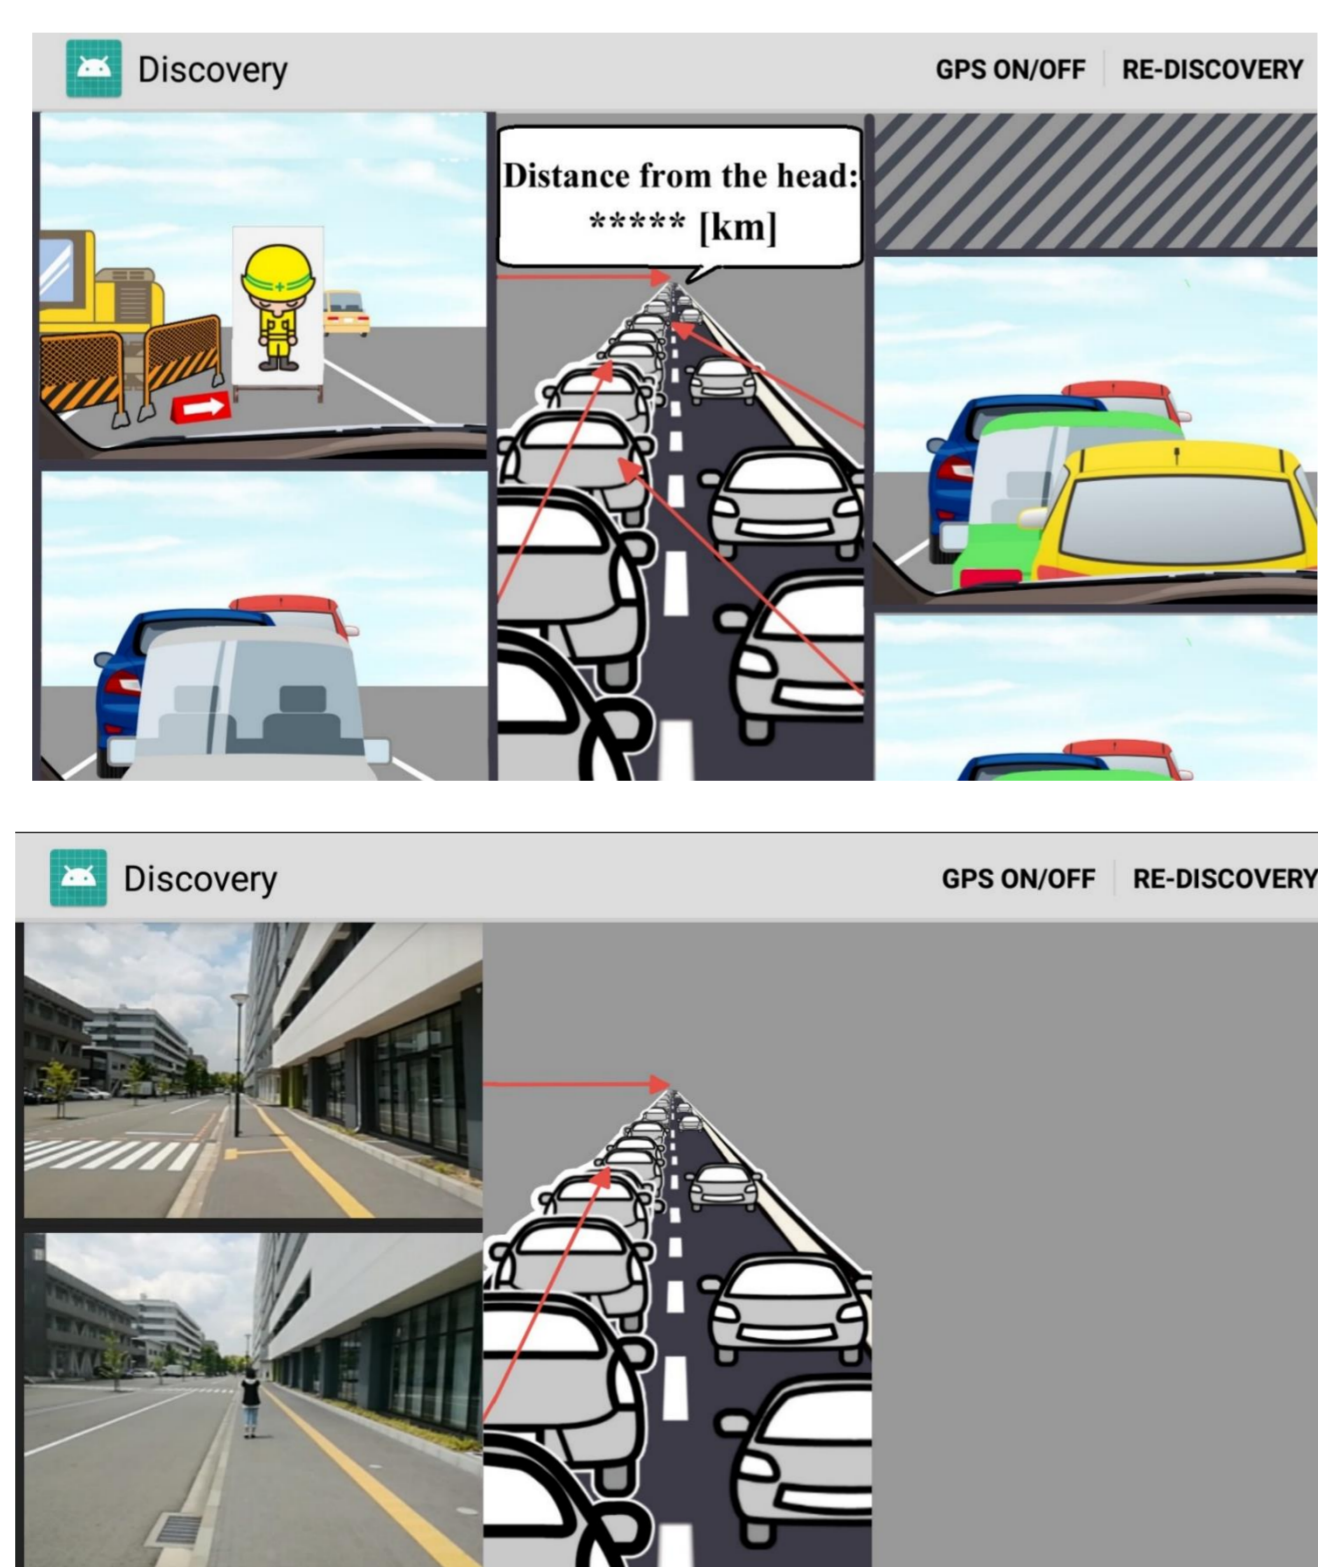 Discovery
GPS ON/OFF
RE-DISCOVERY
Distance from the head:
***** [km]
Discovery
GPS ON/OFF
RE-DISCOVERY